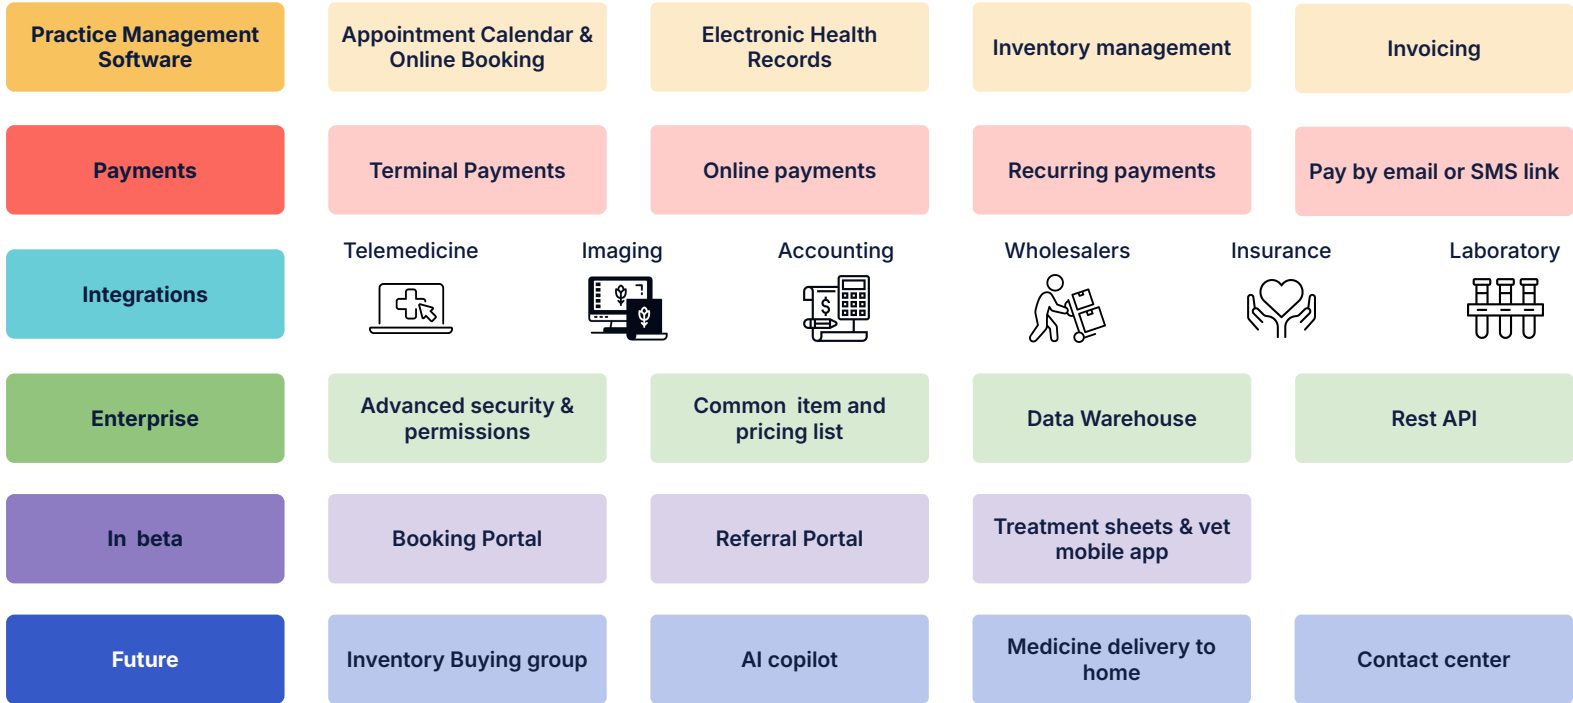 Practice Management
Software
Appointment Calendar &
Online Booking
Electronic Health
Records
Inventory management
Invoicing
Payments
Terminal Payments
Online payments
Recurring payments
Pay by email or SMS link
Integrations
Telemedicine
Imaging
Accounting
$
Wholesalers
Insurance
Laboratory
Enterprise
Advanced security &
permissions
Common item and
pricing list
Data Warehouse
Rest API
In beta
Booking Portal
Referral Portal
Treatment sheets & vet
mobile app
Future
Inventory Buying group
AI copilot
Medicine delivery to
home
Contact center